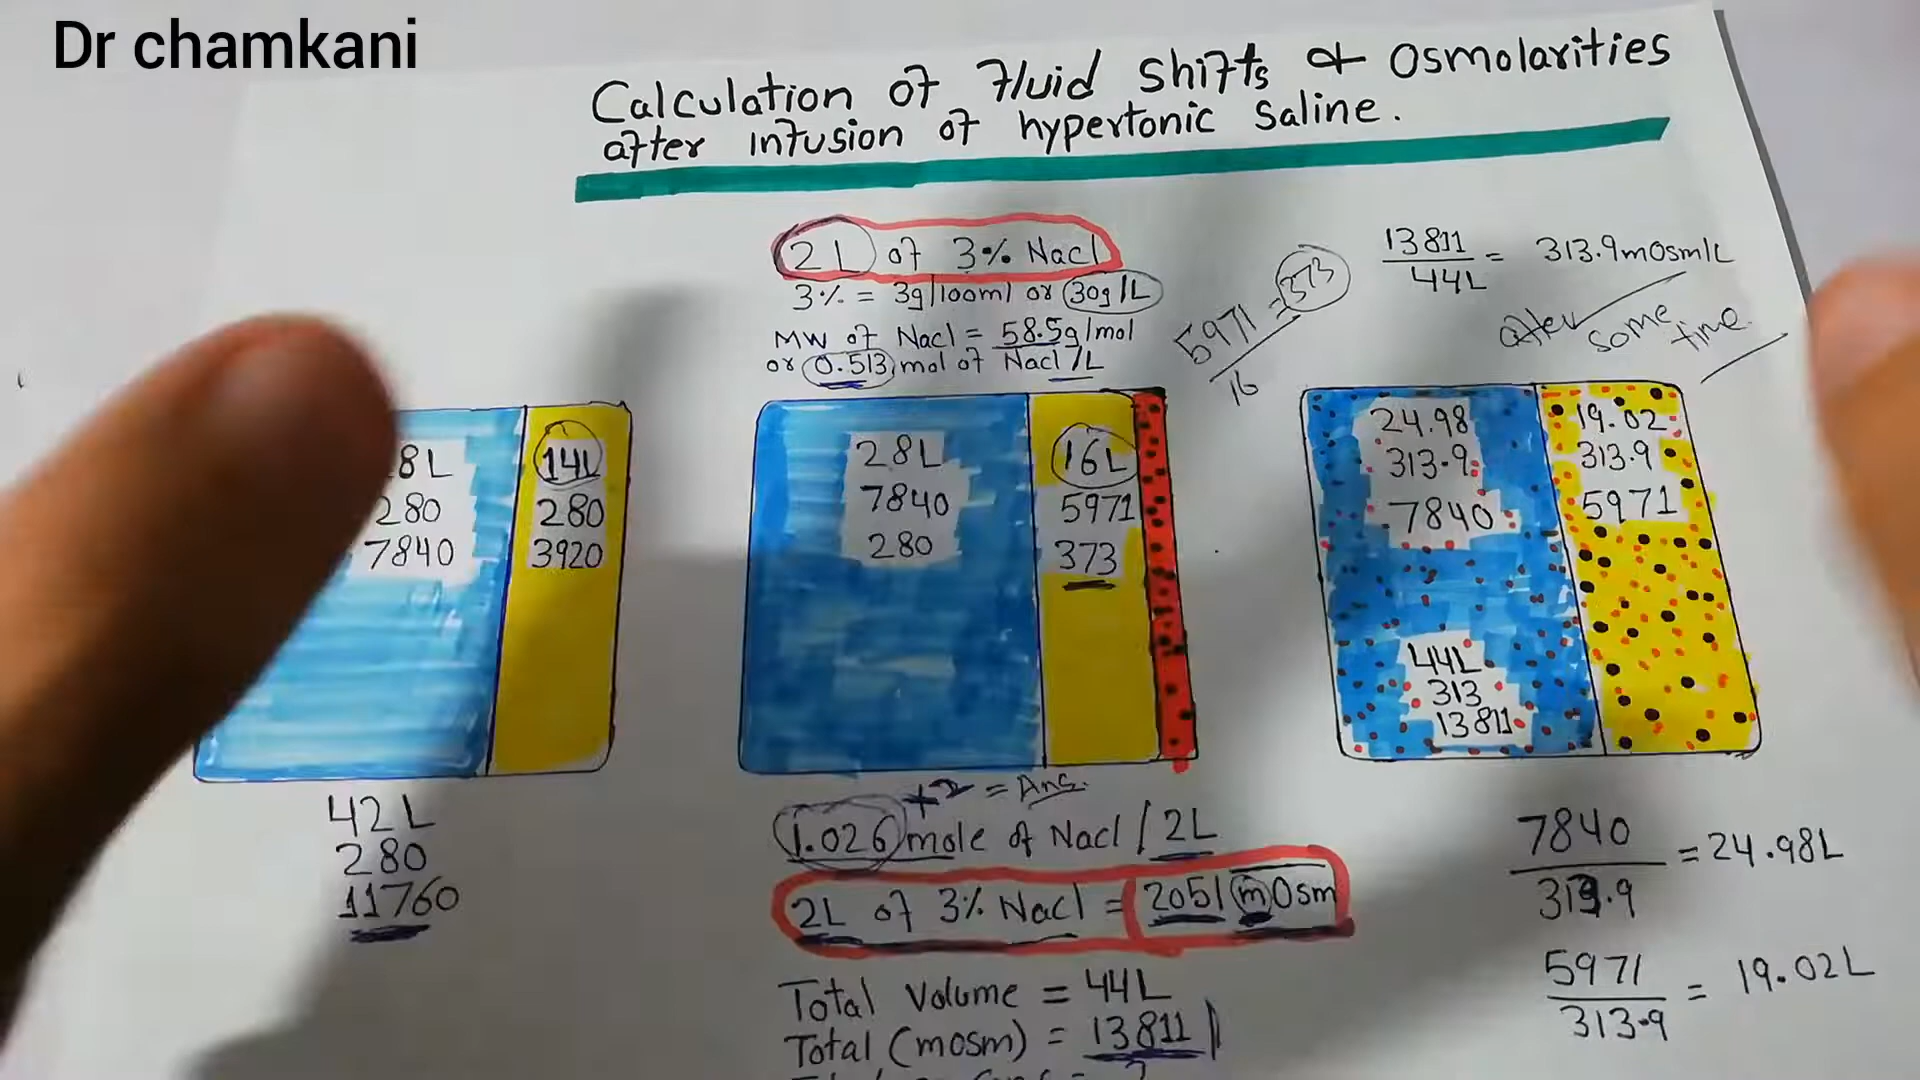 Dr chamkani
Calculation of fluid shifts & Osmolarities
after infusion of hypertonic saline.
2 L of 3% Nacl
3% = 3g/100ml or 30g/L
MW of Nacl = 58.5g/mol
or 0.513 mol of Nacl/L
5971/16 = 373
13811/44L = 313.9mOsm/L
after some time
8L
280
7840
14L
280
3920
42L
280
11760
28L
7840
280
16L
5971
373
24.98
313.9
7840
19.02
313.9
5971
44L
313
13811
×2 = Ans.
1.026 mole of Nacl / 2L
2L of 3% Nacl = 2051 mOsm
Total Volume = 44L
Total (mosm) = 13811
7840/313.9 = 24.98L
5971/313.9 = 19.02L